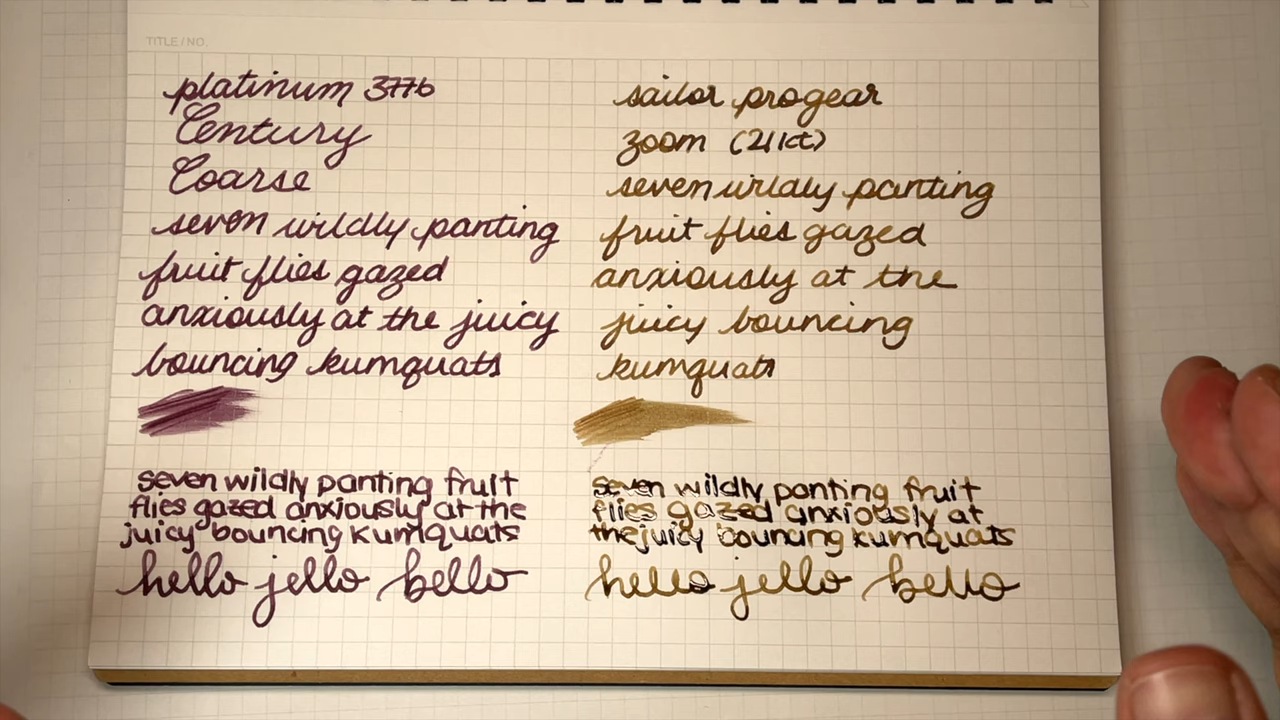 TITLE / NO.
platinum 3776
Century
Coarse
seven wildly panting
fruit flies gazed
anxiously at the juicy
bouncing kumquats
seven wildly panting fruit
flies gazed anxiously at the
juicy bouncing kumquats
hello jello bello
sailor progear
zoom (21kt)
seven wildly panting
fruit flies gazed
anxiously at the
juicy bouncing
kumquats
seven wildly panting fruit
flies gazed anxiously at
the juicy bouncing kumquats
hello jello bello